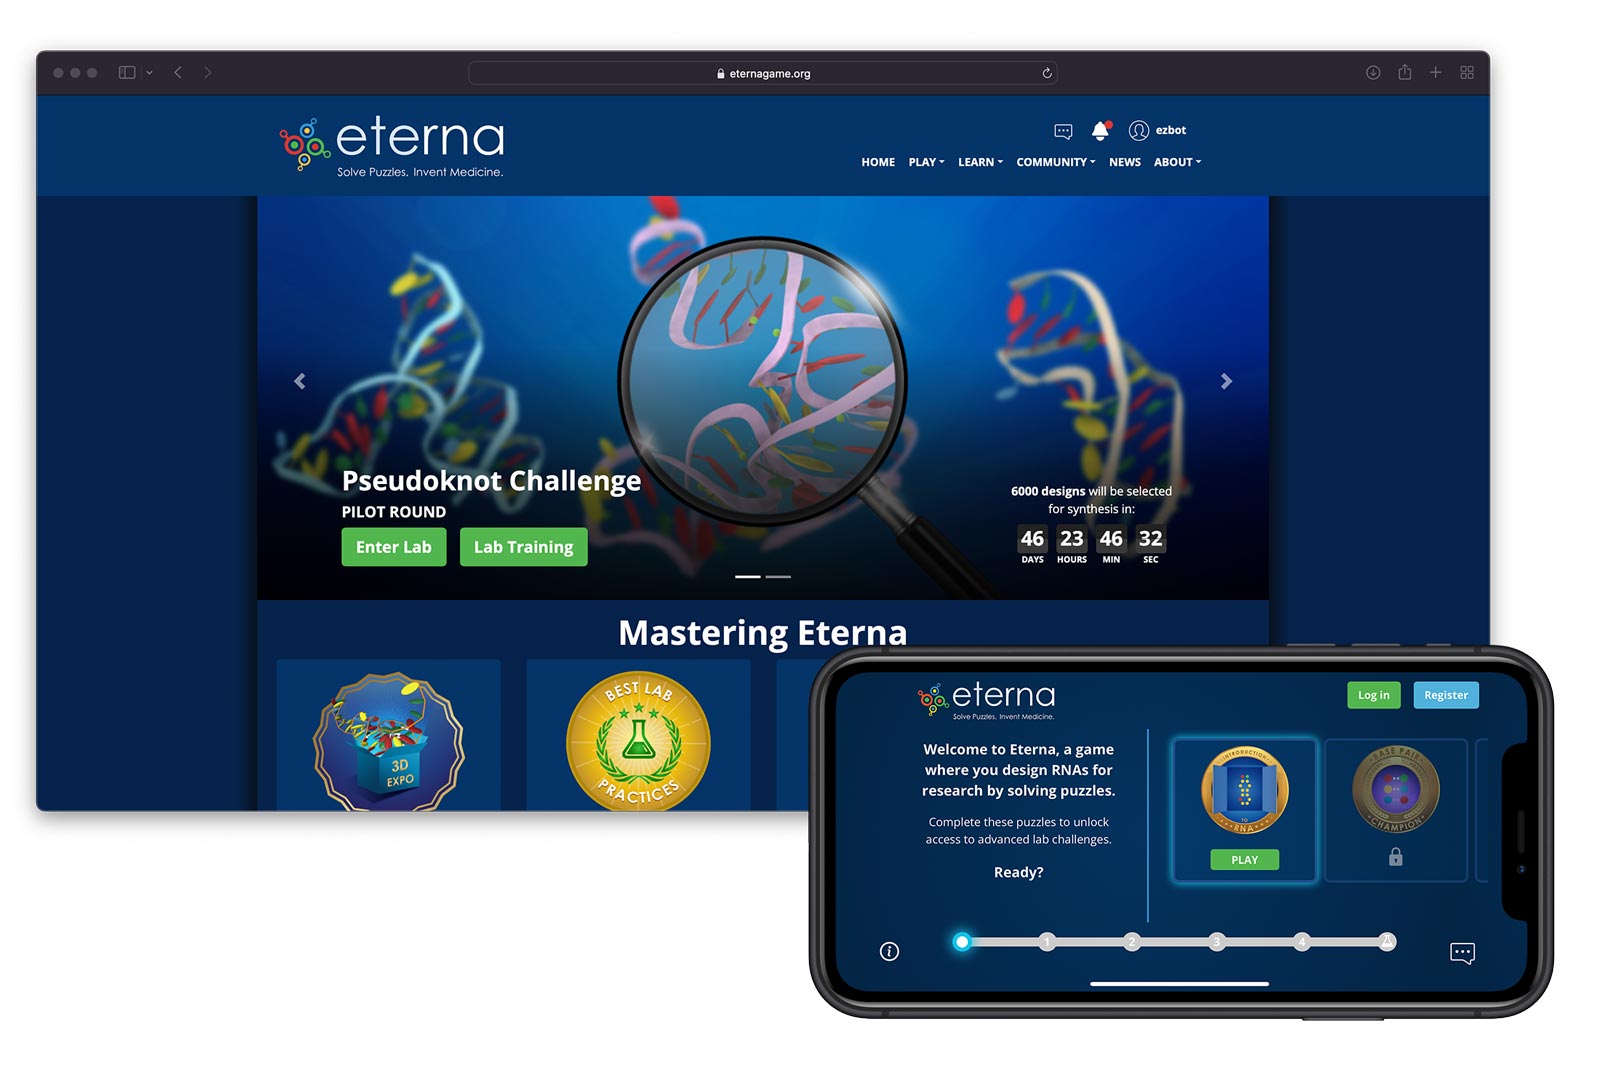 eternagame.org
eterna
Solve Puzzles. Invent Medicine.
ezbot
HOME PLAY LEARN COMMUNITY NEWS ABOUT
Pseudoknot Challenge
PILOT ROUND
Enter Lab Lab Training
6000 designs will be selected
for synthesis in:
46 23 46 32
DAYS HOURS MIN SEC
Mastering Eterna
3D
EXPO
BEST LAB
PRACTICES
eterna
Solve Puzzles. Invent Medicine.
Log in Register
Welcome to Eterna, a game
where you design RNAs for
research by solving puzzles.
Complete these puzzles to unlock
access to advanced lab challenges.
Ready?
INTRODUCTION
TO
RNA
PLAY
BASE PAIR
CHAMPION
1 2 3 4